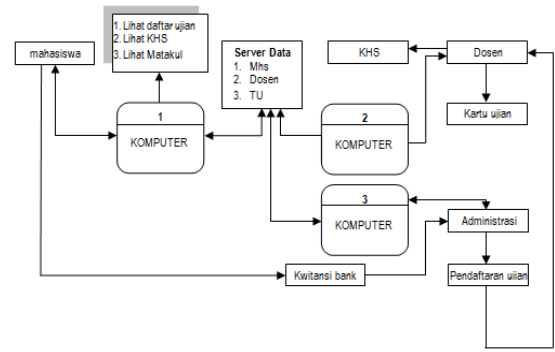 mahasiswa
1. Lihat daftar ujian
2. Lihat KHS
3. Lihat Matakul
Server Data
1. Mhs
2. Dosen
3. TU
KHS
Dosen
1
KOMPUTER
2
KOMPUTER
Kartu ujian
3
KOMPUTER
Administrasi
Kwitansi bank
Pendaftaran ujian